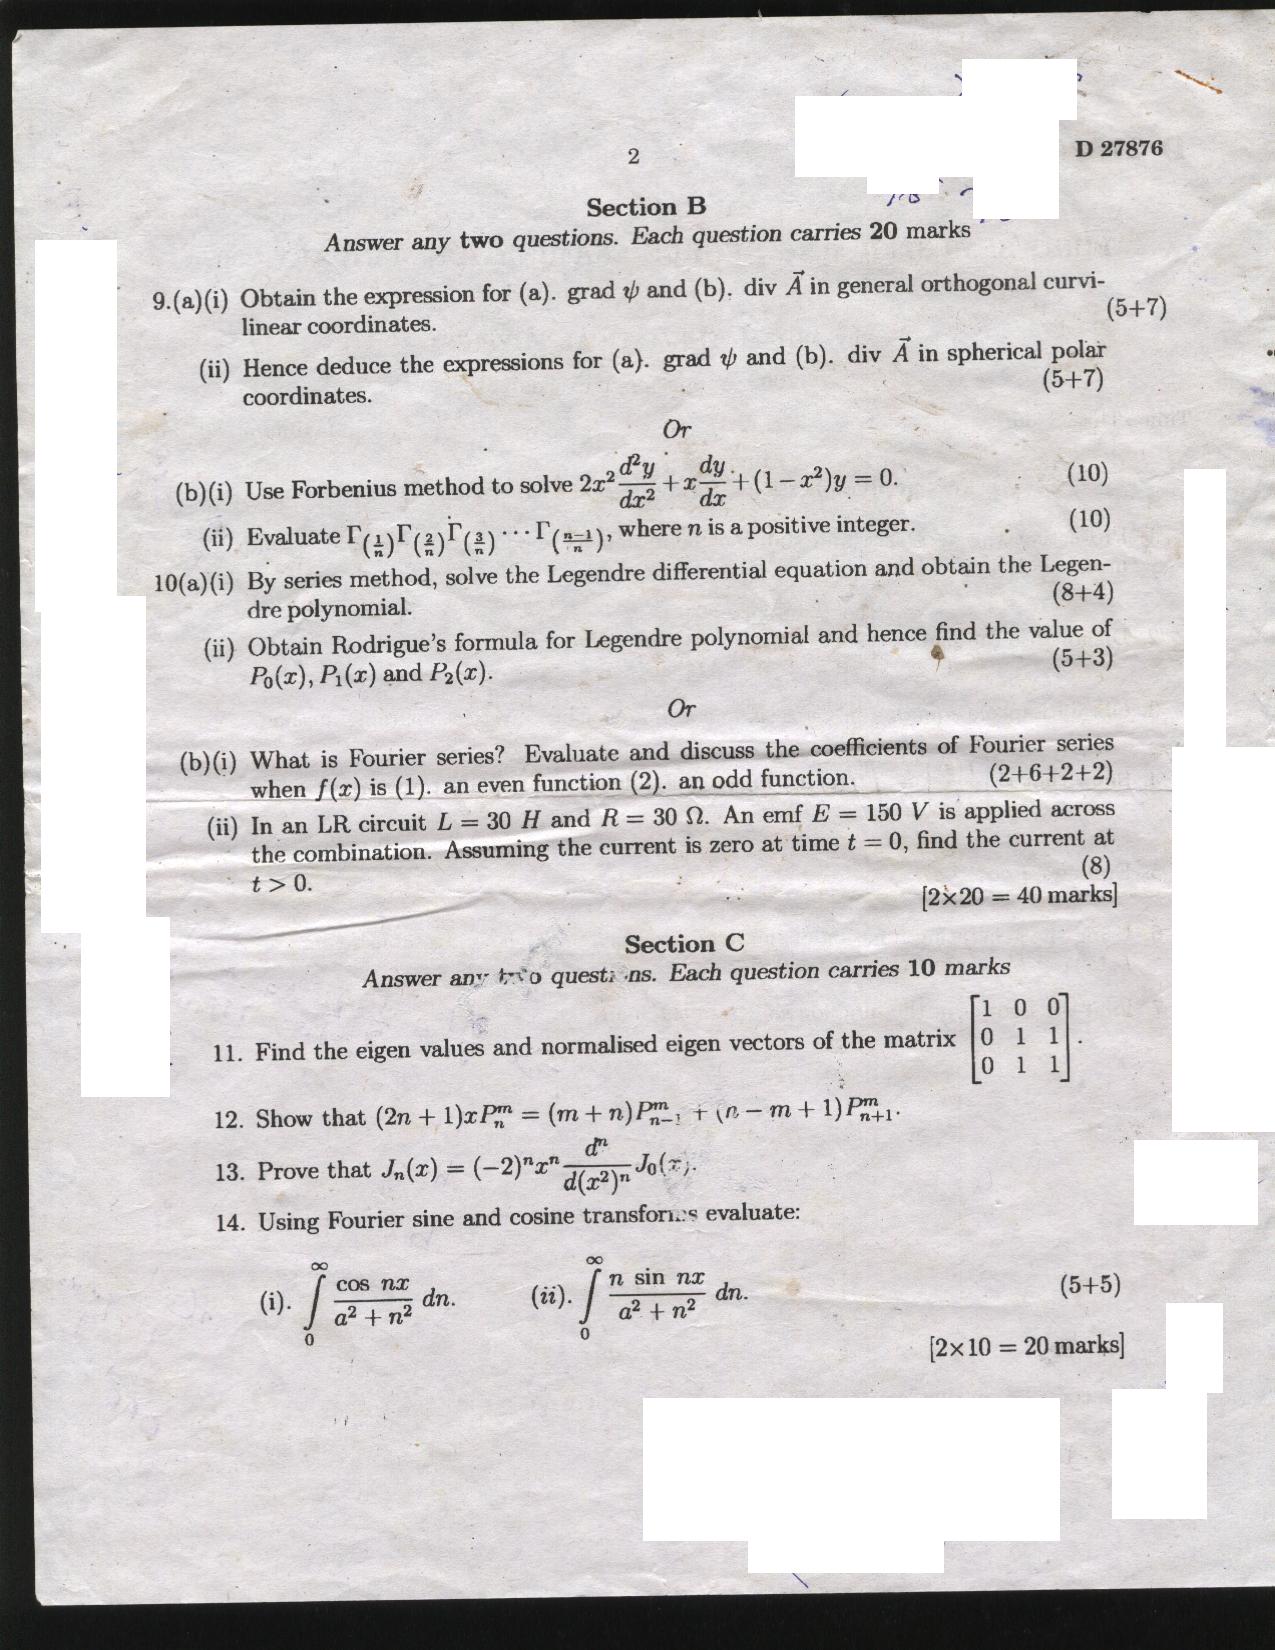 2
D 27876
Section B
Answer any two questions. Each question carries 20 marks
9.(a)(i) Obtain the expression for (a). grad ψ and (b). div A⃗ in general orthogonal curvi-
linear coordinates. (5+7)
(ii) Hence deduce the expressions for (a). grad ψ and (b). div A⃗ in spherical polar
coordinates. (5+7)
Or
(b)(i) Use Forbenius method to solve 2x² d²y/dx² + x dy/dx + (1 − x²)y = 0. (10)
(ii) Evaluate Γ(1/n)Γ(2/n)Γ(3/n) ⋯ Γ((n−1)/n), where n is a positive integer. (10)
10(a)(i) By series method, solve the Legendre differential equation and obtain the Legen-
dre polynomial. (8+4)
(ii) Obtain Rodrigue's formula for Legendre polynomial and hence find the value of
P₀(x), P₁(x) and P₂(x). (5+3)
Or
(b)(i) What is Fourier series? Evaluate and discuss the coefficients of Fourier series
when f(x) is (1). an even function (2). an odd function. (2+6+2+2)
(ii) In an LR circuit L = 30 H and R = 30 Ω. An emf E = 150 V is applied across
the combination. Assuming the current is zero at time t = 0, find the current at
t > 0. (8)
[2×20 = 40 marks]
Section C
Answer any two questions. Each question carries 10 marks
11. Find the eigen values and normalised eigen vectors of the matrix [1 0 0
0 1 1
0 1 1].
12. Show that (2n + 1)xPₙᵐ = (m + n)Pₙ₋₁ᵐ + (n − m + 1)Pₙ₊₁ᵐ.
13. Prove that Jₙ(x) = (−2)ⁿxⁿ dⁿ/d(x²)ⁿ J₀(x).
14. Using Fourier sine and cosine transforms evaluate:
(i). ∫₀^∞ cos nx/(a² + n²) dn. (ii). ∫₀^∞ n sin nx/(a² + n²) dn. (5+5)
[2×10 = 20 marks]